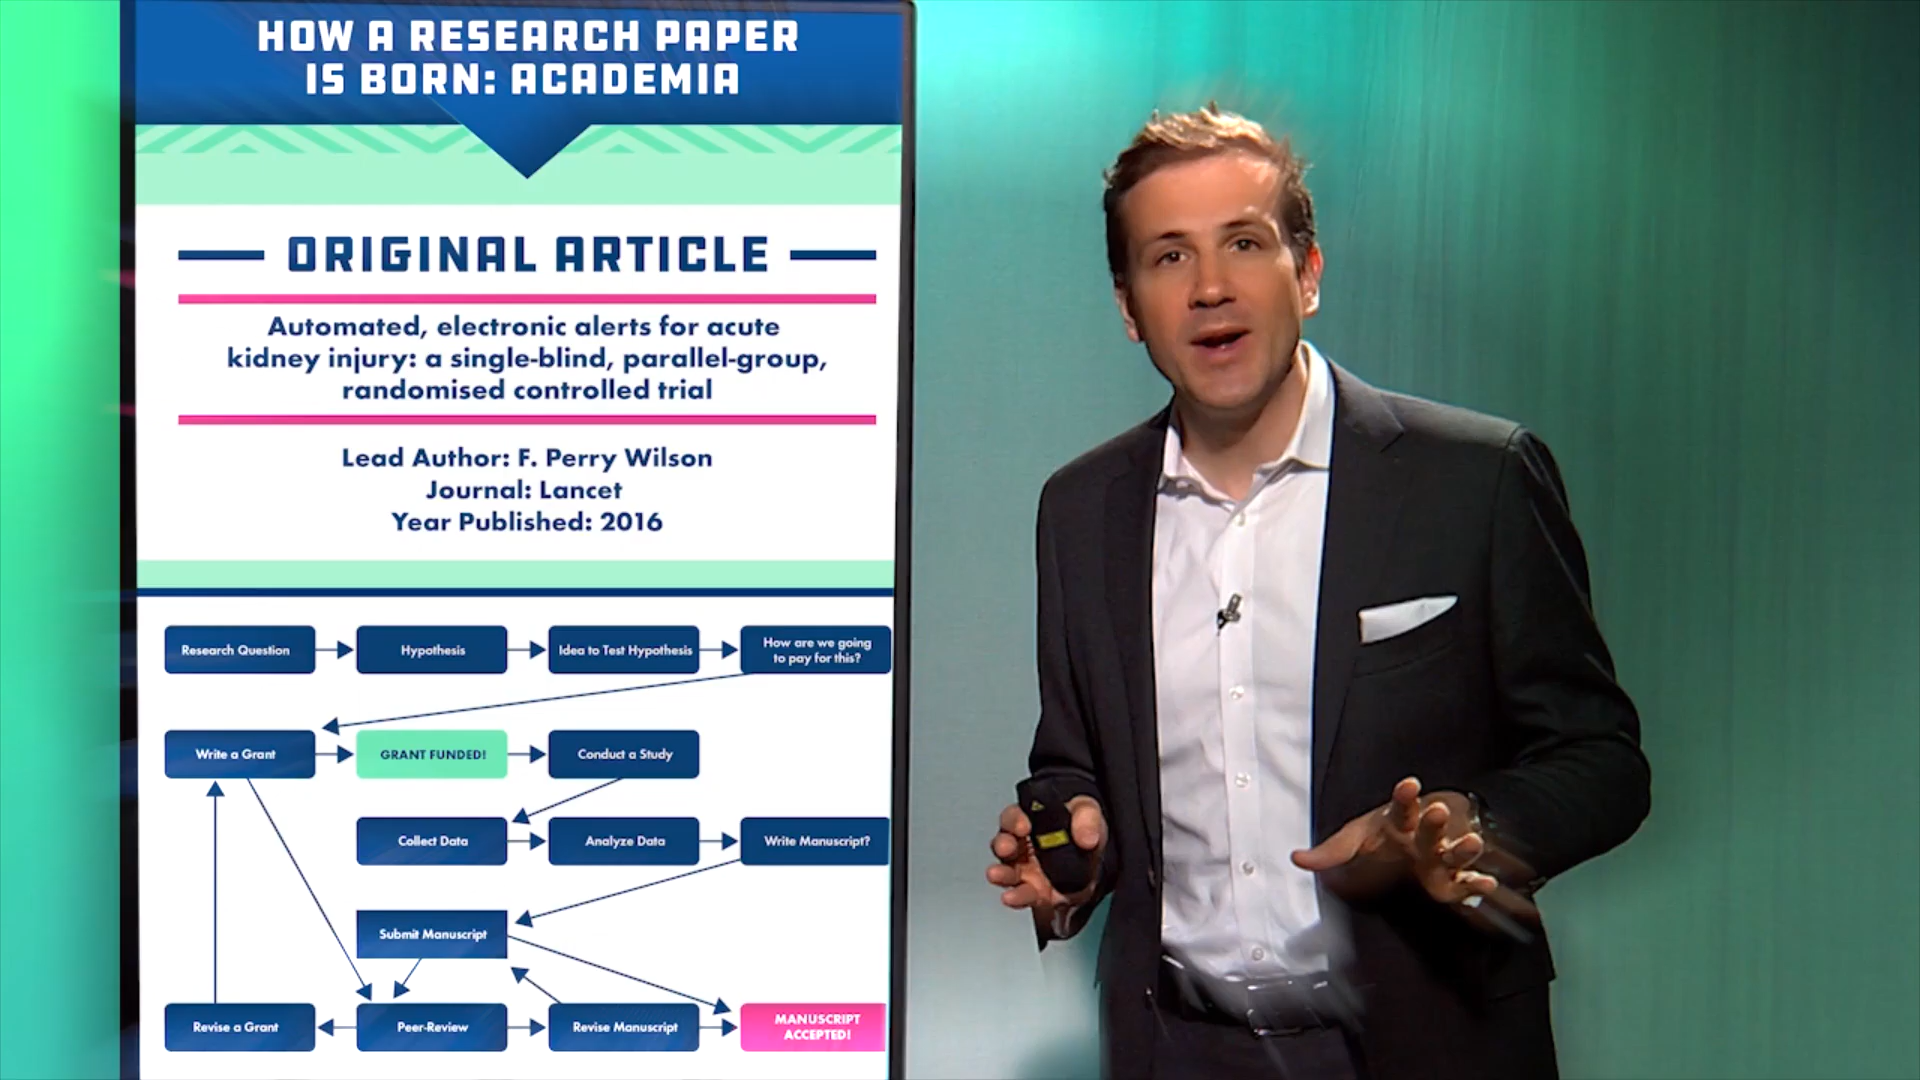 HOW A RESEARCH PAPER
IS BORN: ACADEMIA
ORIGINAL ARTICLE
Automated, electronic alerts for acute
kidney injury: a single-blind, parallel-group,
randomised controlled trial
Lead Author: F. Perry Wilson
Journal: Lancet
Year Published: 2016
Research Question
Hypothesis
Idea to Test Hypothesis
How are we going
to pay for this?
Write a Grant
GRANT FUNDED!
Conduct a Study
Collect Data
Analyze Data
Write Manuscript?
Submit Manuscript
Revise a Grant
Peer-Review
Revise Manuscript
MANUSCRIPT
ACCEPTED!